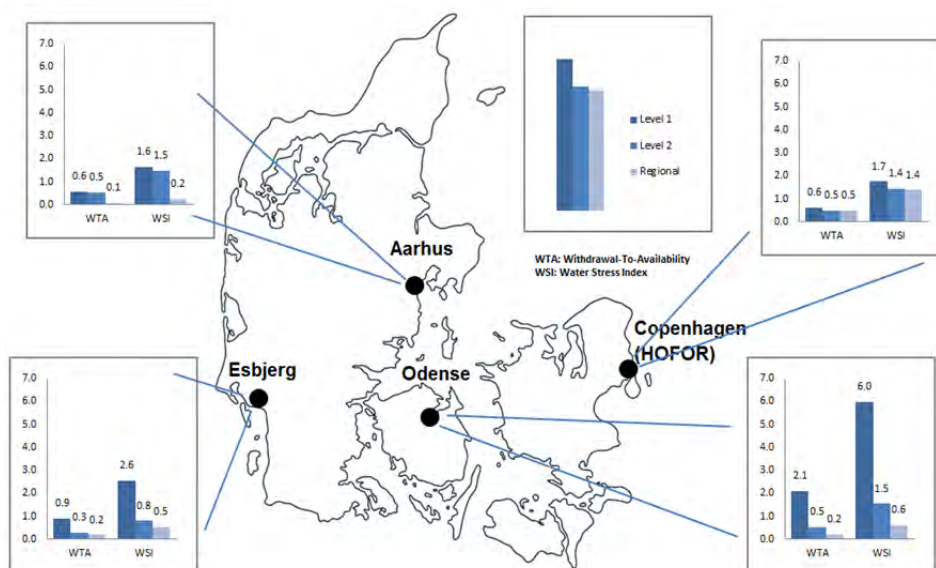 7.0
6.0
5.0
4.0
3.0
2.0
1.0
0.0
0.6 0.5 0.1
1.6 1.5 0.2
WTA WSI
Level 1
Level 2
Regional
7.0
6.0
5.0
4.0
3.0
2.0
1.0
0.0
0.6 0.5 0.5
1.7 1.4 1.4
WTA WSI
WTA: Withdrawal-To-Availability
WSI: Water Stress Index
Aarhus
Copenhagen
(HOFOR)
Esbjerg
Odense
7.0
6.0
5.0
4.0
3.0
2.0
1.0
0.0
0.9 0.3 0.2
2.6 0.8 0.5
WTA WSI
7.0
6.0
5.0
4.0
3.0
2.0
1.0
0.0
2.1 0.5 0.2
6.0 1.5 0.6
WTA WSI